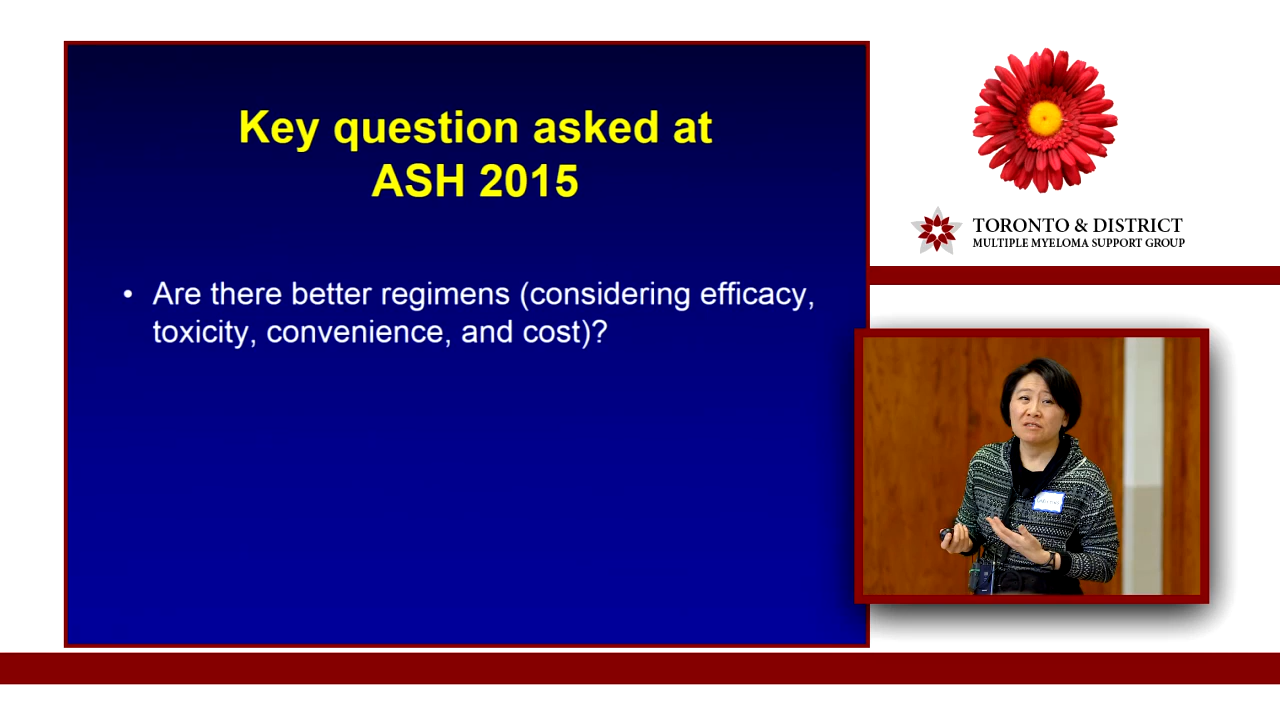 Key question asked at
ASH 2015
• Are there better regimens (considering efficacy,
toxicity, convenience, and cost)?
TORONTO & DISTRICT
MULTIPLE MYELOMA SUPPORT GROUP